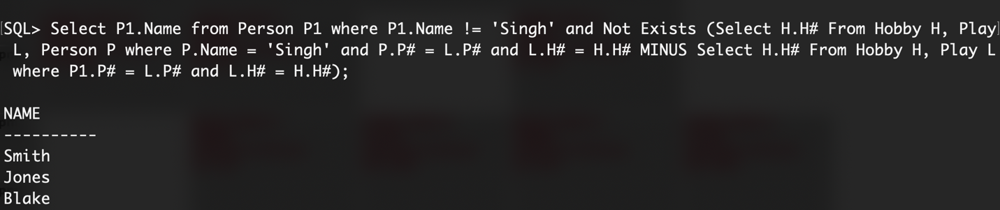 [SQL> Select P1.Name from Person P1 where P1.Name != 'Singh' and Not Exists (Select H.H# From Hobby H, Play]
L, Person P where P.Name = 'Singh' and P.P# = L.P# and L.H# = H.H# MINUS Select H.H# From Hobby H, Play L
where P1.P# = L.P# and L.H# = H.H#);
NAME
----------
Smith
Jones
Blake